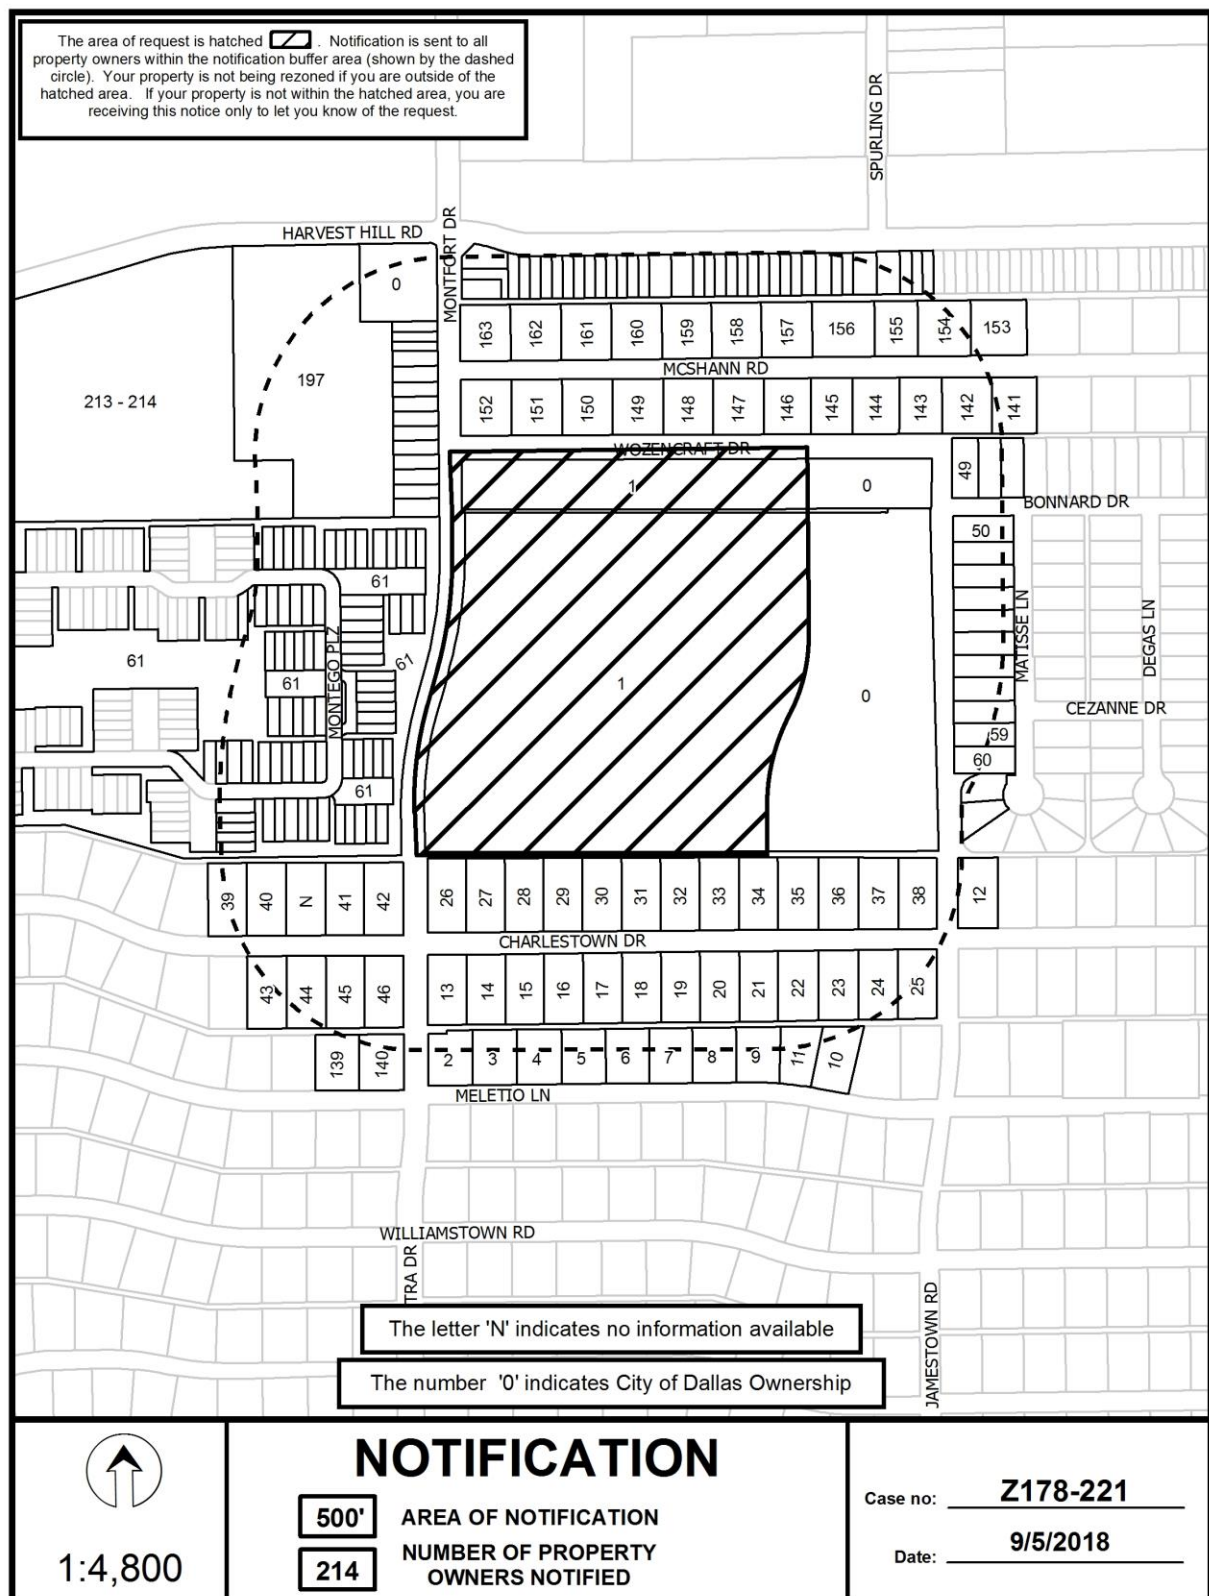 The area of request is hatched . Notification is sent to all
property owners within the notification buffer area (shown by the dashed
circle). Your property is not being rezoned if you are outside of the
hatched area. If your property is not within the hatched area, you are
receiving this notice only to let you know of the request.
SPURLING DR
HARVEST HILL RD
MONTFORT DR
0
163
162
161
160
159
158
157
156
155
154
153
MCSHANN RD
197
213 - 214
152
151
150
149
148
147
146
145
144
143
142
141
WOZENCRAFT DR
1
0
49
BONNARD DR
50
61
61
61
61
61
MONTEGO PLZ
1
0
MATISSE LN
DEGAS LN
CEZANNE DR
59
60
39
40
N
41
42
26
27
28
29
30
31
32
33
34
35
36
37
38
12
CHARLESTOWN DR
43
44
45
46
13
14
15
16
17
18
19
20
21
22
23
24
25
139
140
2
3
4
5
6
7
8
9
11
10
MELETIO LN
WILLIAMSTOWN RD
TRA DR
JAMESTOWN RD
The letter 'N' indicates no information available
The number '0' indicates City of Dallas Ownership
1:4,800
NOTIFICATION
500' AREA OF NOTIFICATION
214 NUMBER OF PROPERTY
OWNERS NOTIFIED
Case no: Z178-221
Date: 9/5/2018